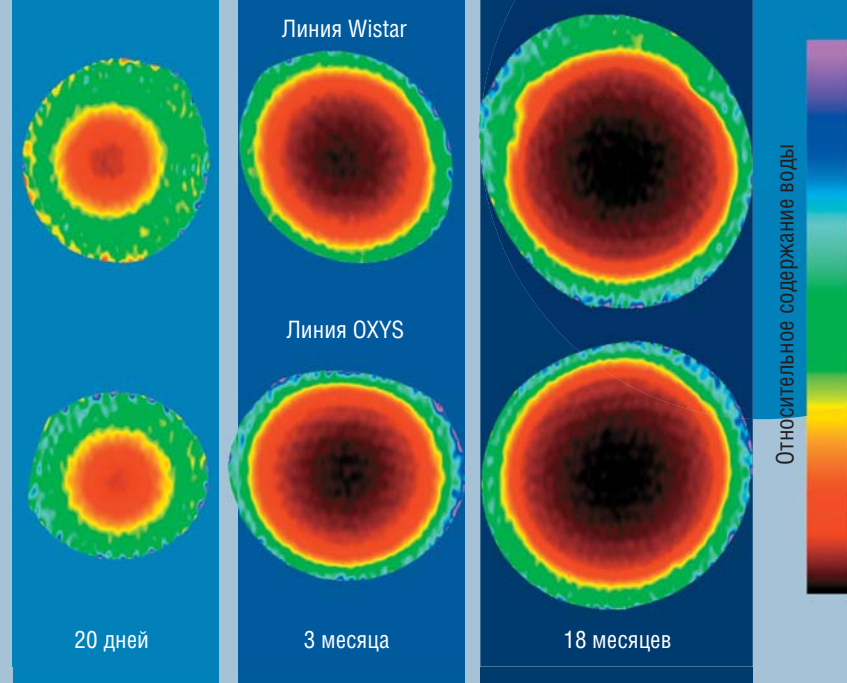 Линия Wistar
Линия OXYS
20 дней
3 месяца
18 месяцев
Относительное содержание воды